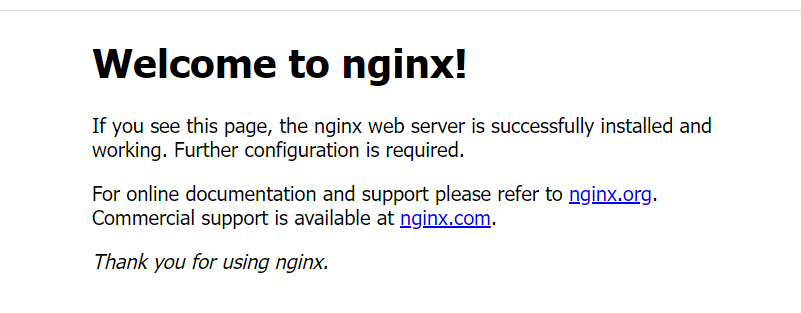 Welcome to nginx!
If you see this page, the nginx web server is successfully installed and
working. Further configuration is required.
For online documentation and support please refer to nginx.org.
Commercial support is available at nginx.com.
Thank you for using nginx.